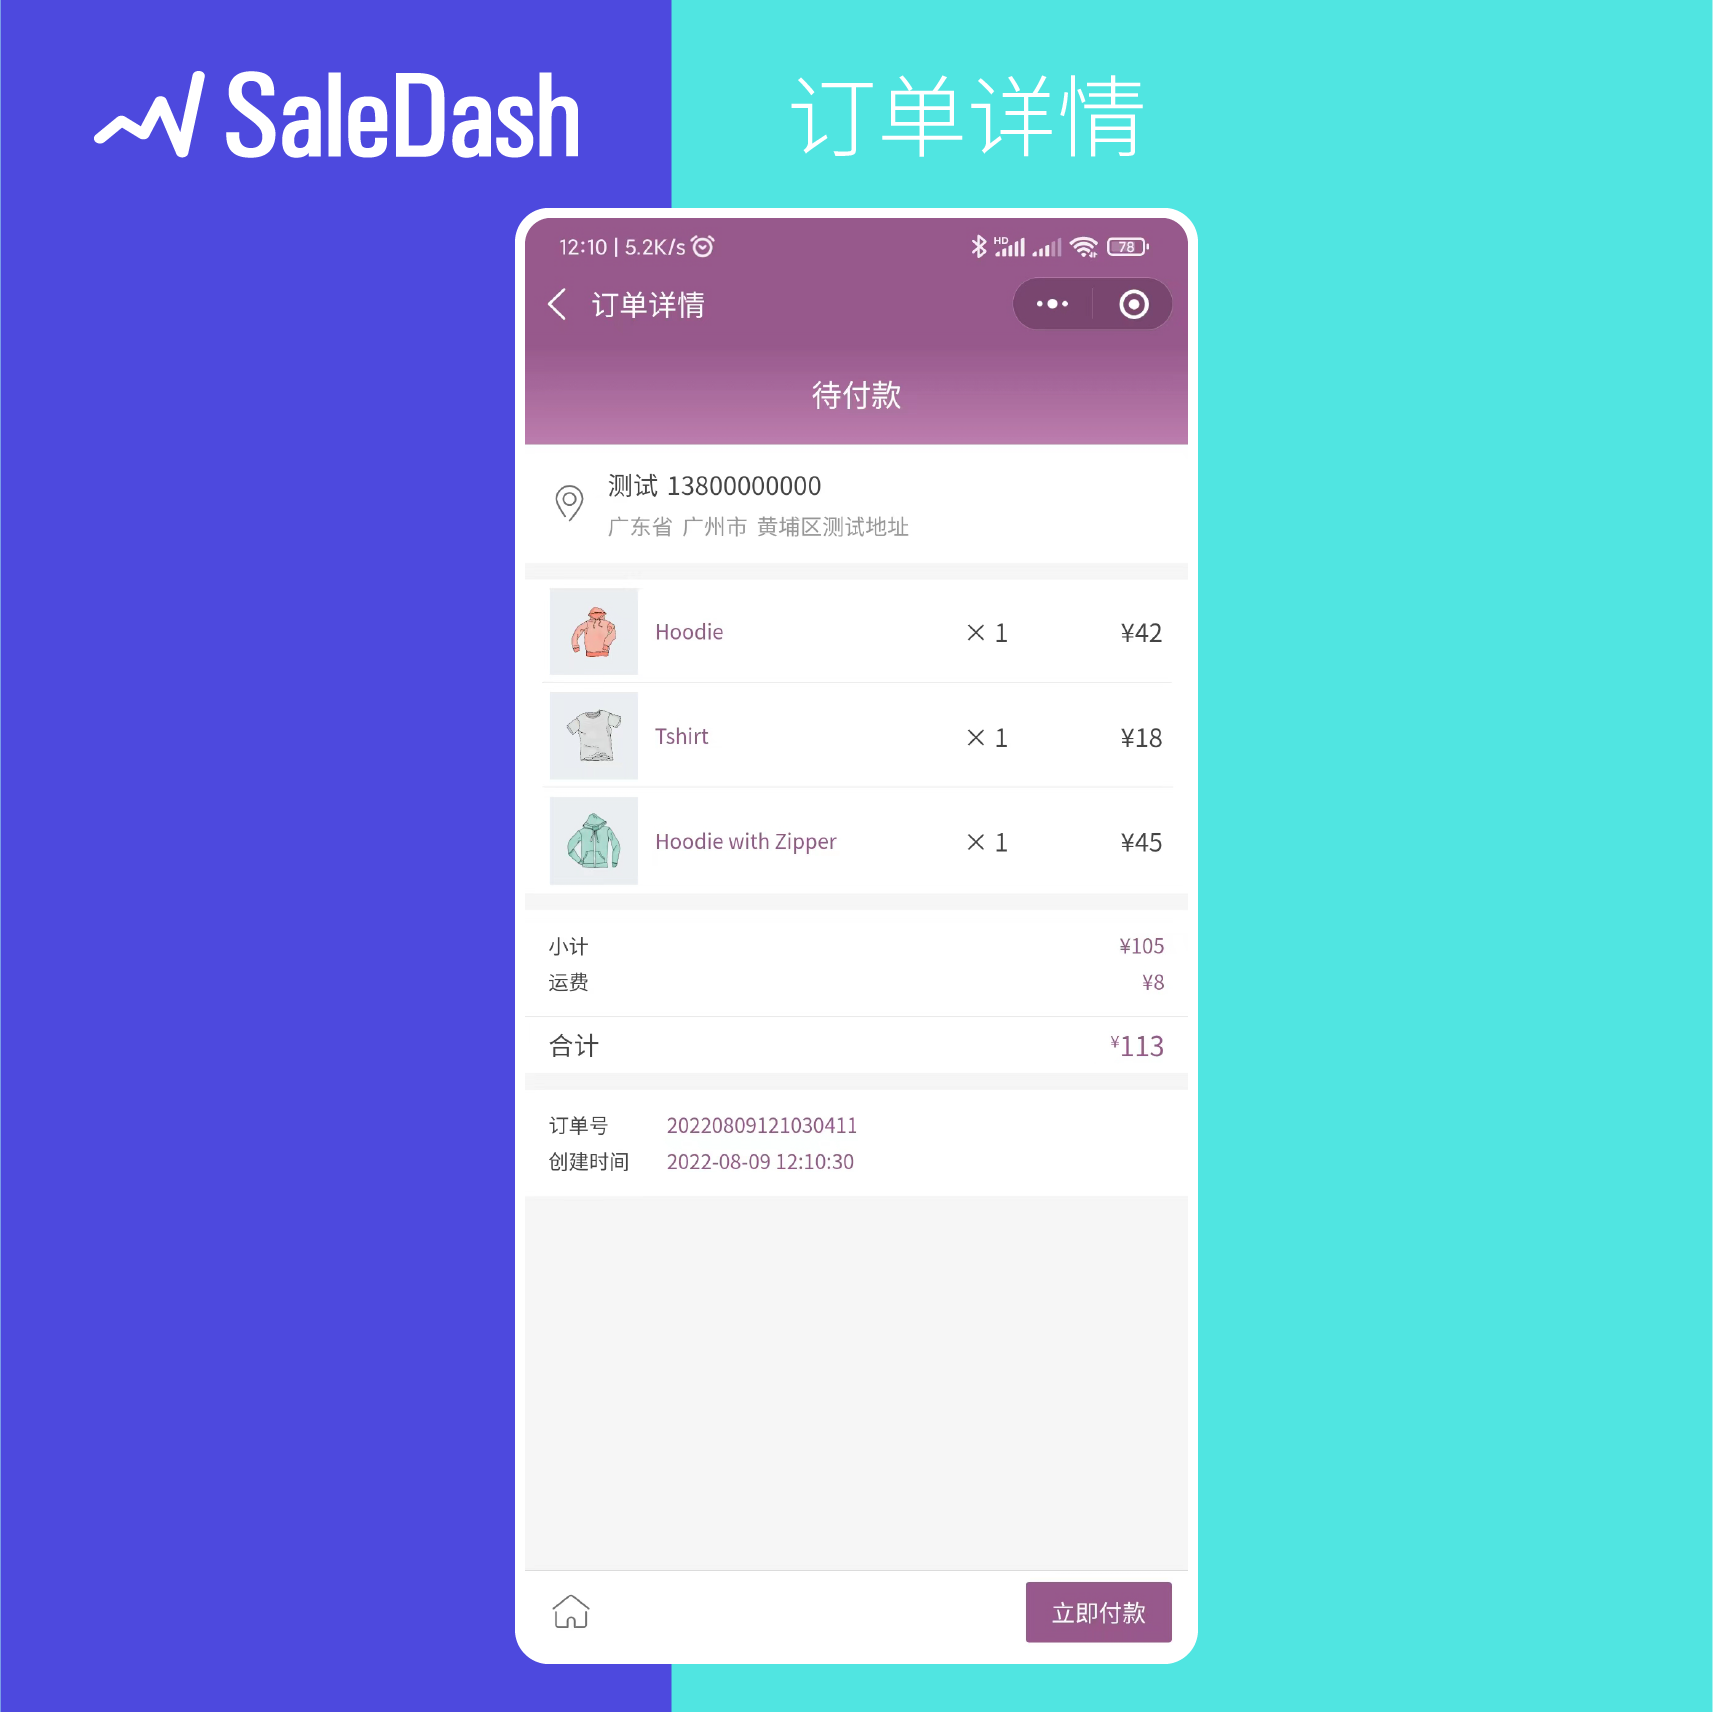 SaleDash
订单详情
12:10 | 5.2K/s
HD
78
订单详情
待付款
测试 13800000000
广东省 广州市 黄埔区测试地址
Hoodie × 1 ¥42
Tshirt × 1 ¥18
Hoodie with Zipper × 1 ¥45
小计 ¥105
运费 ¥8
合计 ¥113
订单号 20220809121030411
创建时间 2022-08-09 12:10:30
立即付款